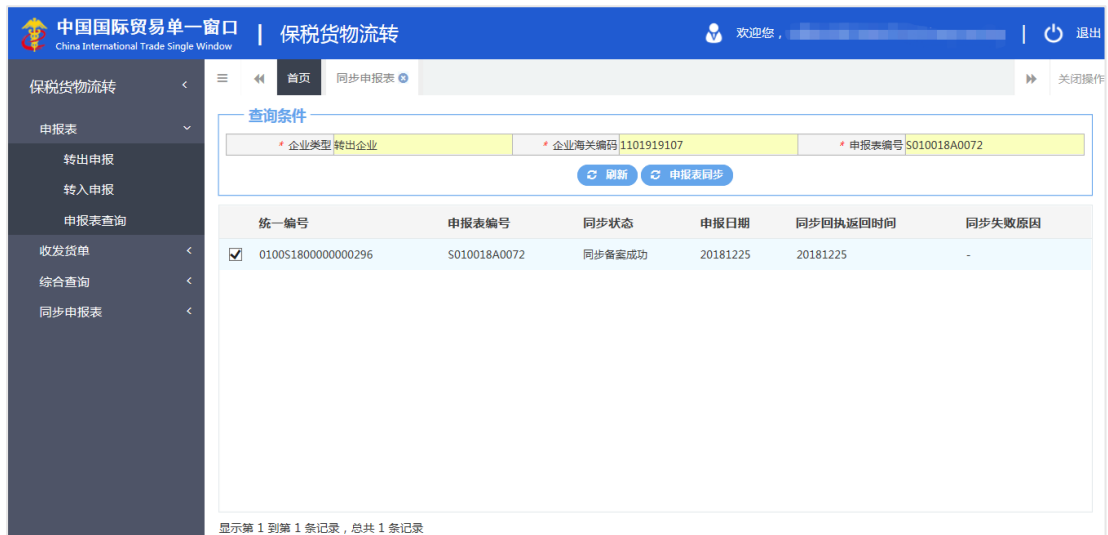 中国国际贸易单一窗口 | 保税货物流转 欢迎您， | 退出
China International Trade Single Window
保税货物流转 首页 同步申报表 关闭操作
申报表
转出申报
转入申报
申报表查询
收发货单
综合查询
同步申报表
查询条件
* 企业类型 转出企业 * 企业海关编码 1101919107 * 申报表编号 S010018A0072
刷新 申报表同步
统一编号 申报表编号 同步状态 申报日期 同步回执返回时间 同步失败原因
0100S1800000000296 S010018A0072 同步备案成功 20181225 20181225 -
显示第 1 到第 1 条记录，总共 1 条记录